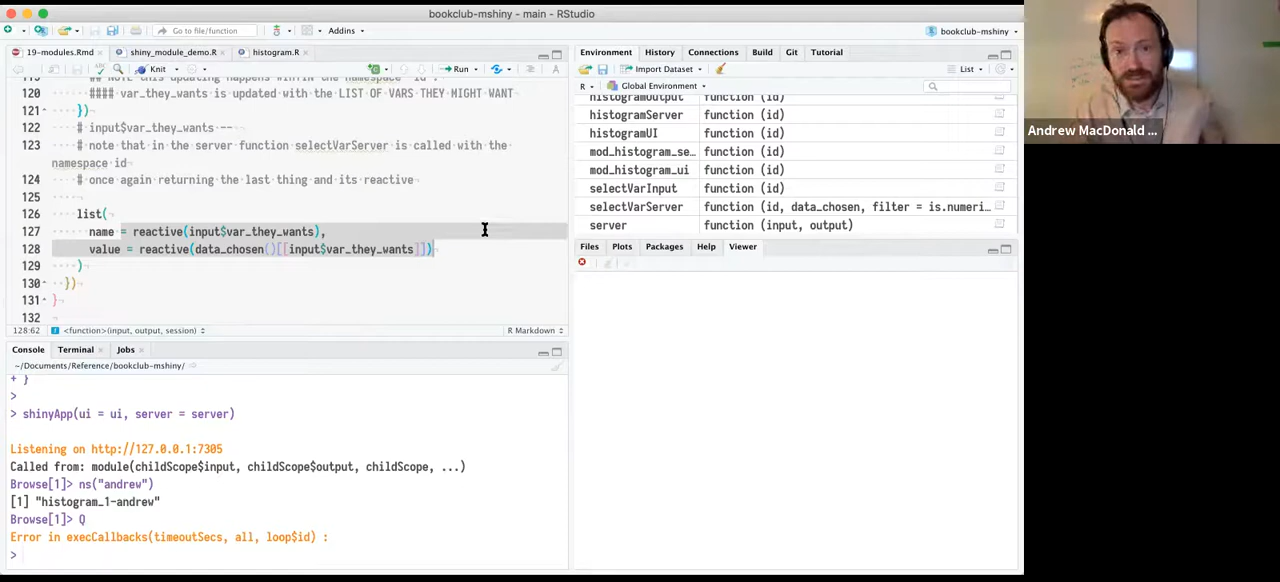 bookclub-mshiny - main - RStudio
Go to file/function
Addins
bookclub-mshiny
19-modules.Rmd
shiny_module_demo.R
histogram.R
Knit
Run
120 #### var_they_wants is updated with the LIST OF VARS THEY MIGHT WANT
121 })
122 # input$var_they_wants --
123 # note that in the server function selectVarServer is called with the
namespace id
124 # once again returning the last thing and its reactive
125
126 list(
127 name = reactive(input$var_they_wants),
128 value = reactive(data_chosen()[[input$var_they_wants]])
129 )
130 })
131 }
132
128:62 <function>(input, output, session) R Markdown
Console Terminal Jobs
~/Documents/Reference/bookclub-mshiny/
+ }
>
> shinyApp(ui = ui, server = server)
Listening on http://127.0.0.1:7305
Called from: module(childScope$input, childScope$output, childScope, ...)
Browse[1]> ns("andrew")
[1] "histogram_1-andrew"
Browse[1]> Q
Error in execCallbacks(timeoutSecs, all, loop$id) :
>
Environment History Connections Build Git Tutorial
Import Dataset List
R Global Environment
histogramOutput function (id)
histogramServer function (id)
histogramUI function (id)
mod_histogram_se… function (id)
mod_histogram_ui function (id)
selectVarInput function (id)
selectVarServer function (id, data_chosen, filter = is.numeri…
server function (input, output)
Files Plots Packages Help Viewer
Andrew MacDonald ...